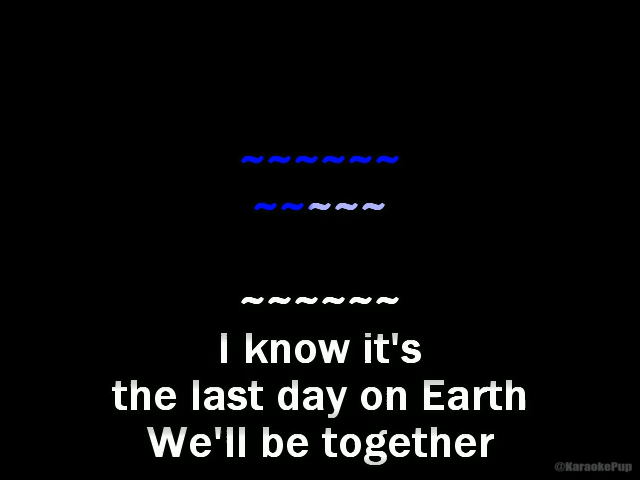 ~~~~~~
~~~~~
~~~~~~
I know it's
the last day on Earth
We'll be together
@KaraokePup